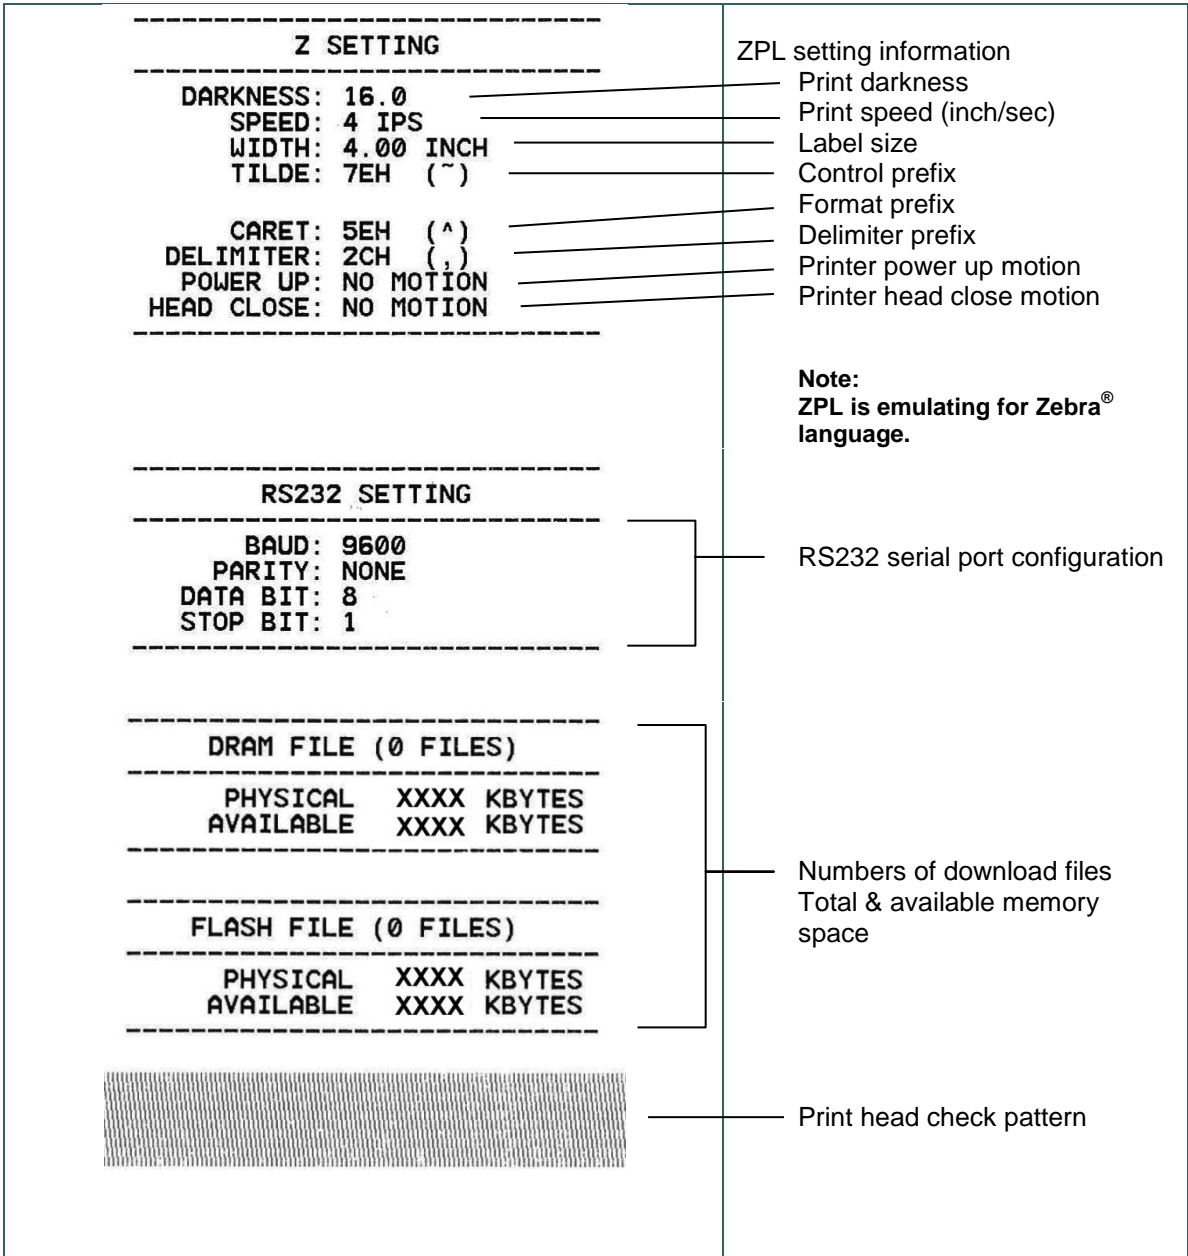 Z SETTING
DARKNESS: 16.0
SPEED: 4 IPS
WIDTH: 4.00 INCH
TILDE: 7EH (~)
CARET: 5EH (^)
DELIMITER: 2CH (,)
POWER UP: NO MOTION
HEAD CLOSE: NO MOTION
ZPL setting information
Print darkness
Print speed (inch/sec)
Label size
Control prefix
Format prefix
Delimiter prefix
Printer power up motion
Printer head close motion
Note:
ZPL is emulating for Zebra®
language.
RS232 SETTING
BAUD: 9600
PARITY: NONE
DATA BIT: 8
STOP BIT: 1
RS232 serial port configuration
DRAM FILE (0 FILES)
PHYSICAL XXXX KBYTES
AVAILABLE XXXX KBYTES
FLASH FILE (0 FILES)
PHYSICAL XXXX KBYTES
AVAILABLE XXXX KBYTES
Numbers of download files
Total & available memory
space
Print head check pattern